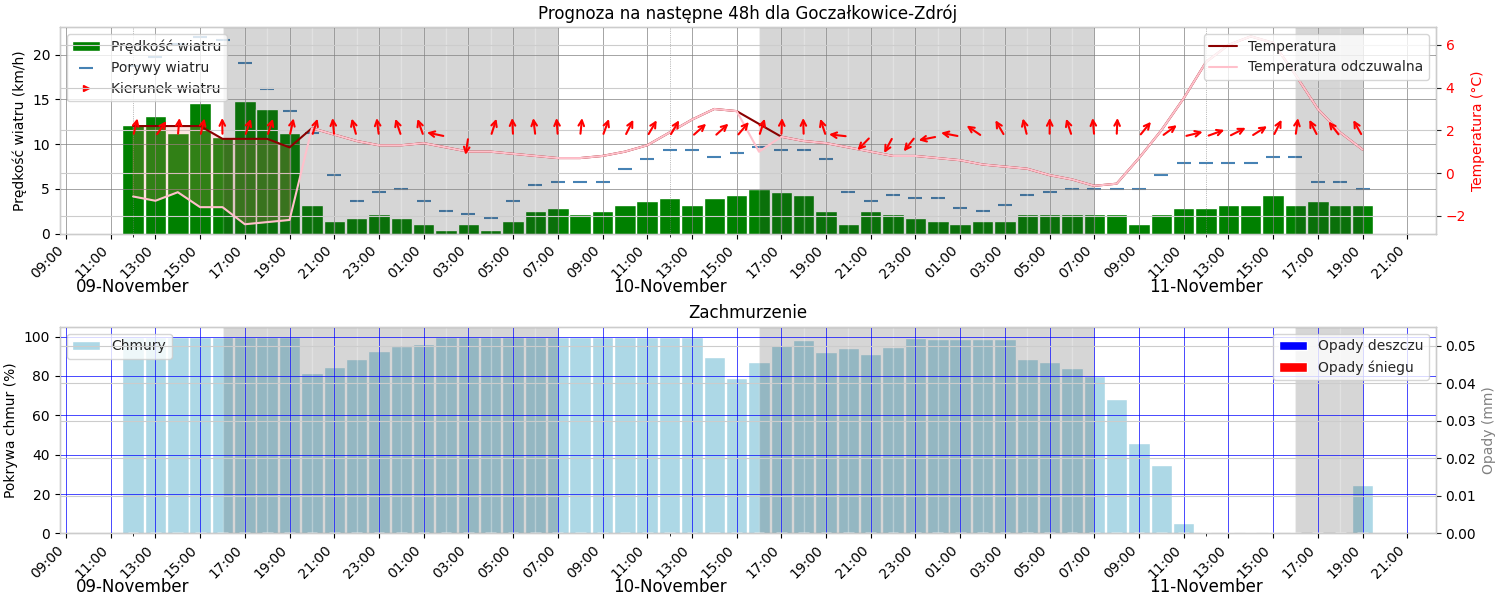 Prognoza na następne 48h dla Goczałkowice-Zdrój
Prędkość wiatru (km/h)
20
15
10
5
0
Prędkość wiatru
Porywy wiatru
Kierunek wiatru
Temperatura
Temperatura odczuwalna
6
4
2
0
−2
Temperatura (°C)
09:00 11:00 13:00 15:00 17:00 19:00 21:00 23:00 01:00 03:00 05:00 07:00 09:00 11:00 13:00 15:00 17:00 19:00 21:00 23:00 01:00 03:00 05:00 07:00 09:00 11:00 13:00 15:00 17:00 19:00 21:00
09-November 10-November 11-November
Zachmurzenie
Pokrywa chmur (%)
100
80
60
40
20
0
Chmury
Opady deszczu
Opady śniegu
0.05
0.04
0.03
0.02
0.01
0.00
Opady (mm)
09:00 11:00 13:00 15:00 17:00 19:00 21:00 23:00 01:00 03:00 05:00 07:00 09:00 11:00 13:00 15:00 17:00 19:00 21:00 23:00 01:00 03:00 05:00 07:00 09:00 11:00 13:00 15:00 17:00 19:00 21:00
09-November 10-November 11-November